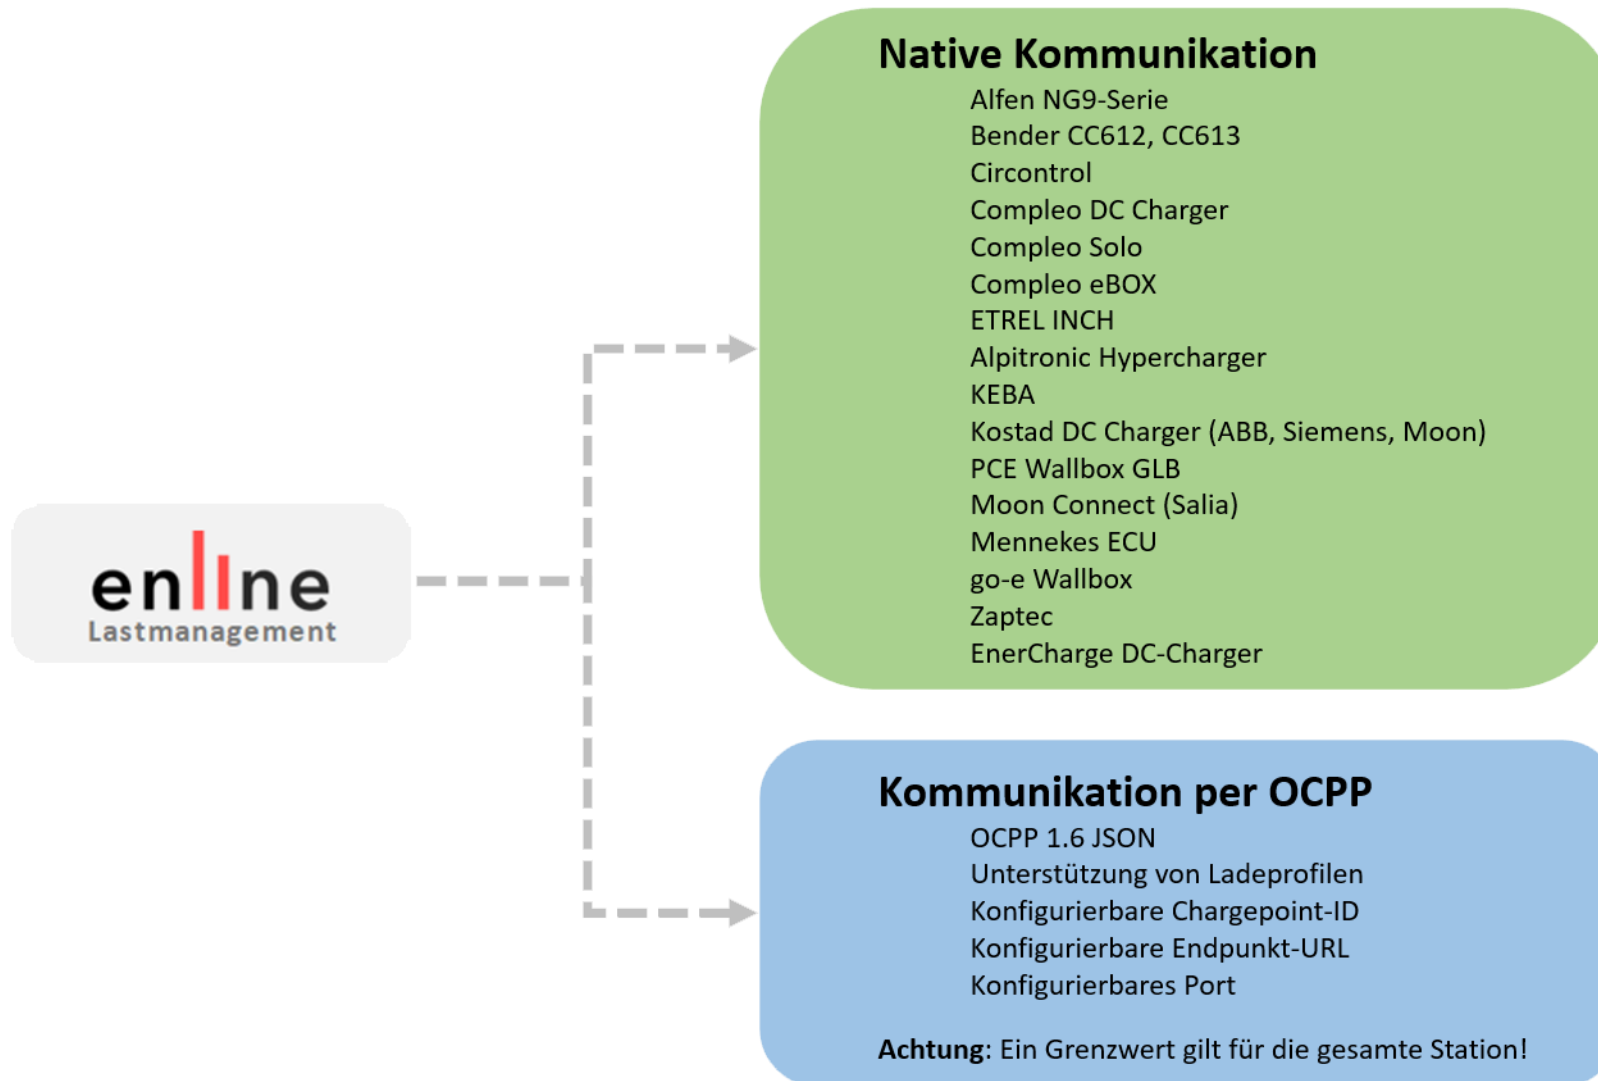 enlIne
Lastmanagement
Native Kommunikation
Alfen NG9-Serie
Bender CC612, CC613
Circontrol
Compleo DC Charger
Compleo Solo
Compleo eBOX
ETREL INCH
Alpitronic Hypercharger
KEBA
Kostad DC Charger (ABB, Siemens, Moon)
PCE Wallbox GLB
Moon Connect (Salia)
Mennekes ECU
go-e Wallbox
Zaptec
EnerCharge DC-Charger
Kommunikation per OCPP
OCPP 1.6 JSON
Unterstützung von Ladeprofilen
Konfigurierbare Chargepoint-ID
Konfigurierbare Endpunkt-URL
Konfigurierbares Port
Achtung: Ein Grenzwert gilt für die gesamte Station!